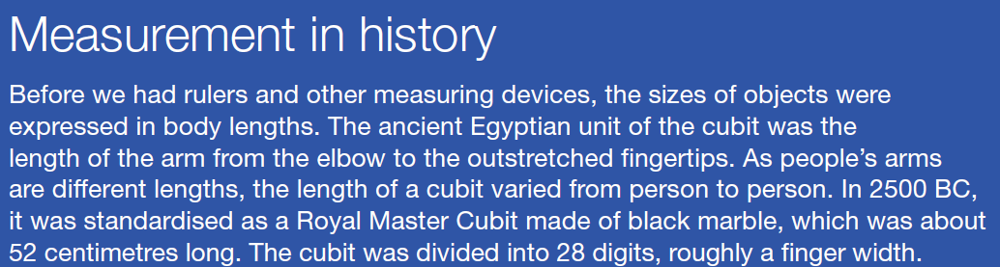 Measurement in history
Before we had rulers and other measuring devices, the sizes of objects were
expressed in body lengths. The ancient Egyptian unit of the cubit was the
length of the arm from the elbow to the outstretched fingertips. As people’s arms
are different lengths, the length of a cubit varied from person to person. In 2500 BC,
it was standardised as a Royal Master Cubit made of black marble, which was about
52 centimetres long. The cubit was divided into 28 digits, roughly a finger width.